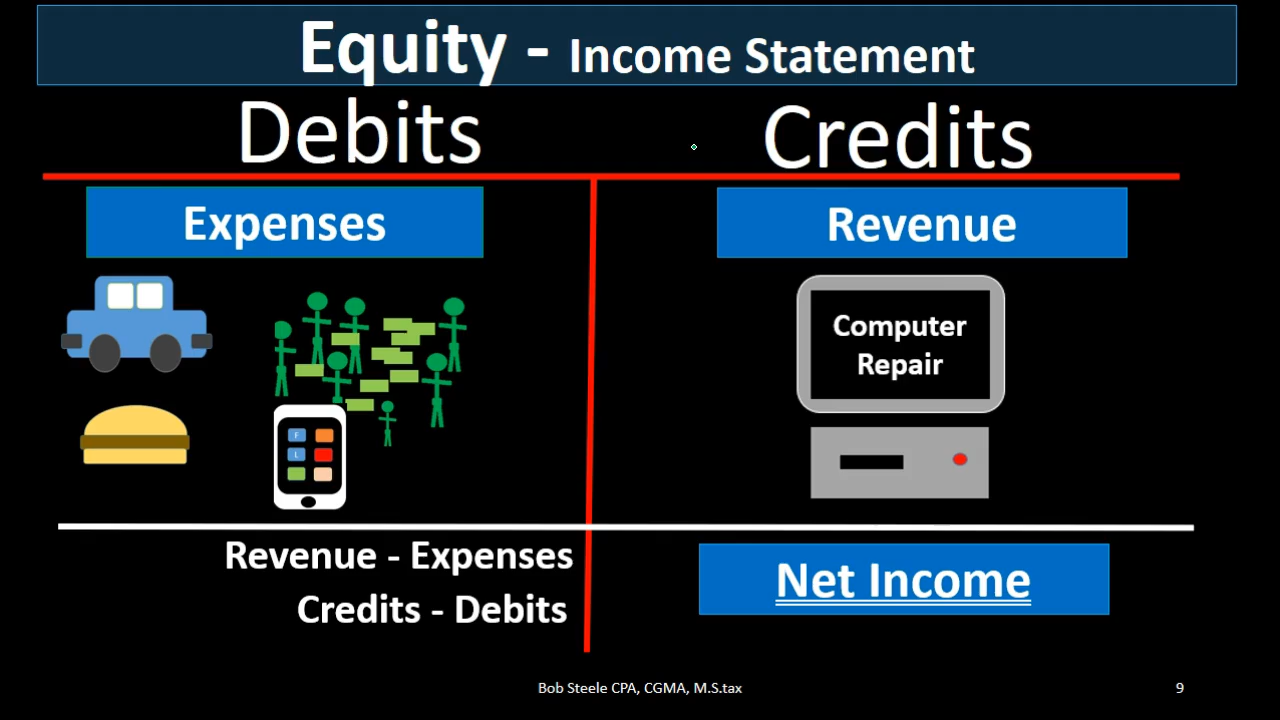 Equity - Income Statement
Debits
Credits
Expenses
Revenue
Computer
Repair
F
L
Revenue - Expenses
Credits - Debits
Net Income
Bob Steele CPA, CGMA, M.S.tax
9